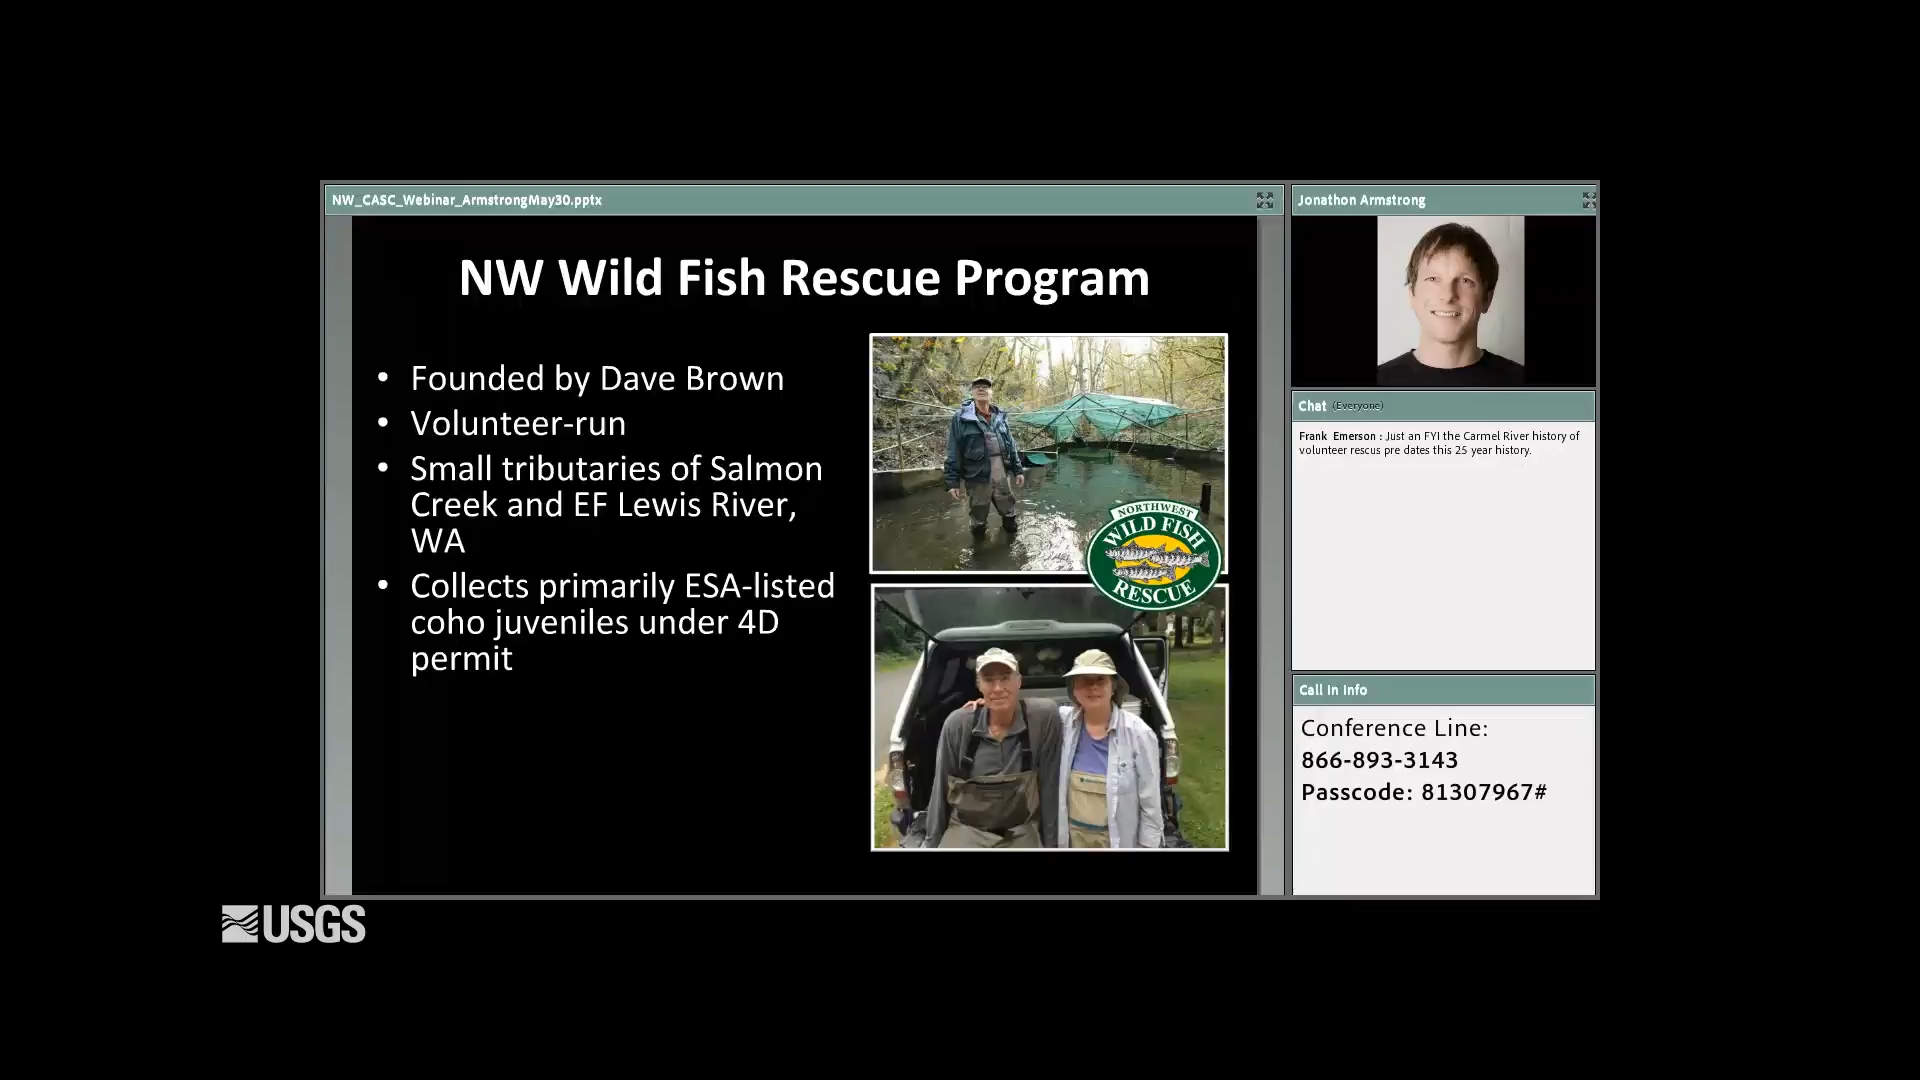 NW_CASC_Webinar_ArmstrongMay30.pptx
NW Wild Fish Rescue Program
• Founded by Dave Brown
• Volunteer-run
• Small tributaries of Salmon
Creek and EF Lewis River,
WA
• Collects primarily ESA-listed
coho juveniles under 4D
permit
NORTHWEST
WILD FISH
RESCUE
Jonathon Armstrong
Chat (Everyone)
Frank Emerson : Just an FYI the Carmel River history of
volunteer rescus pre dates this 25 year history.
Call In Info
Conference Line:
866-893-3143
Passcode: 81307967#
USGS